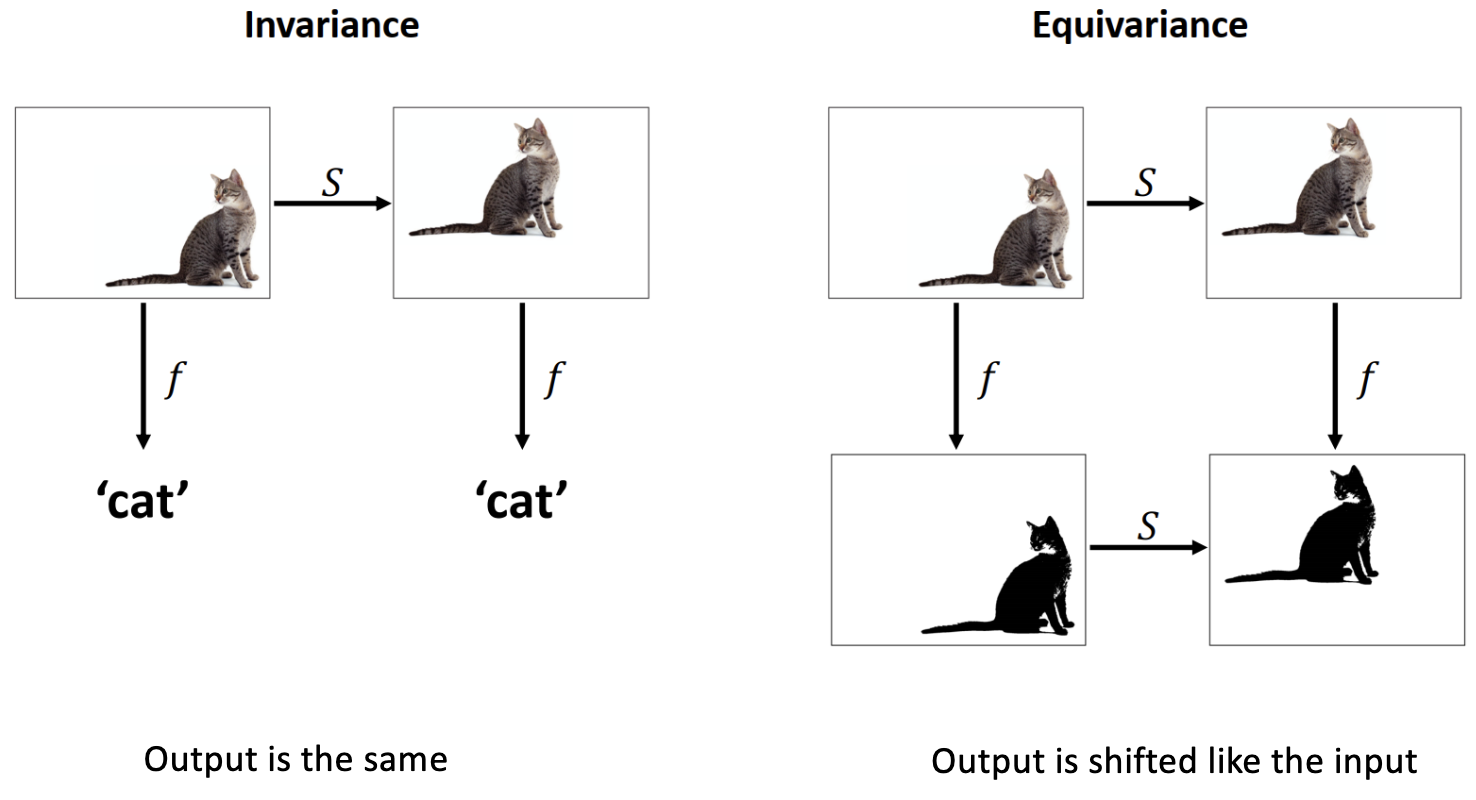 Invariance
S
f
f
‘cat’
‘cat’
Output is the same
Equivariance
S
f
f
S
Output is shifted like the input